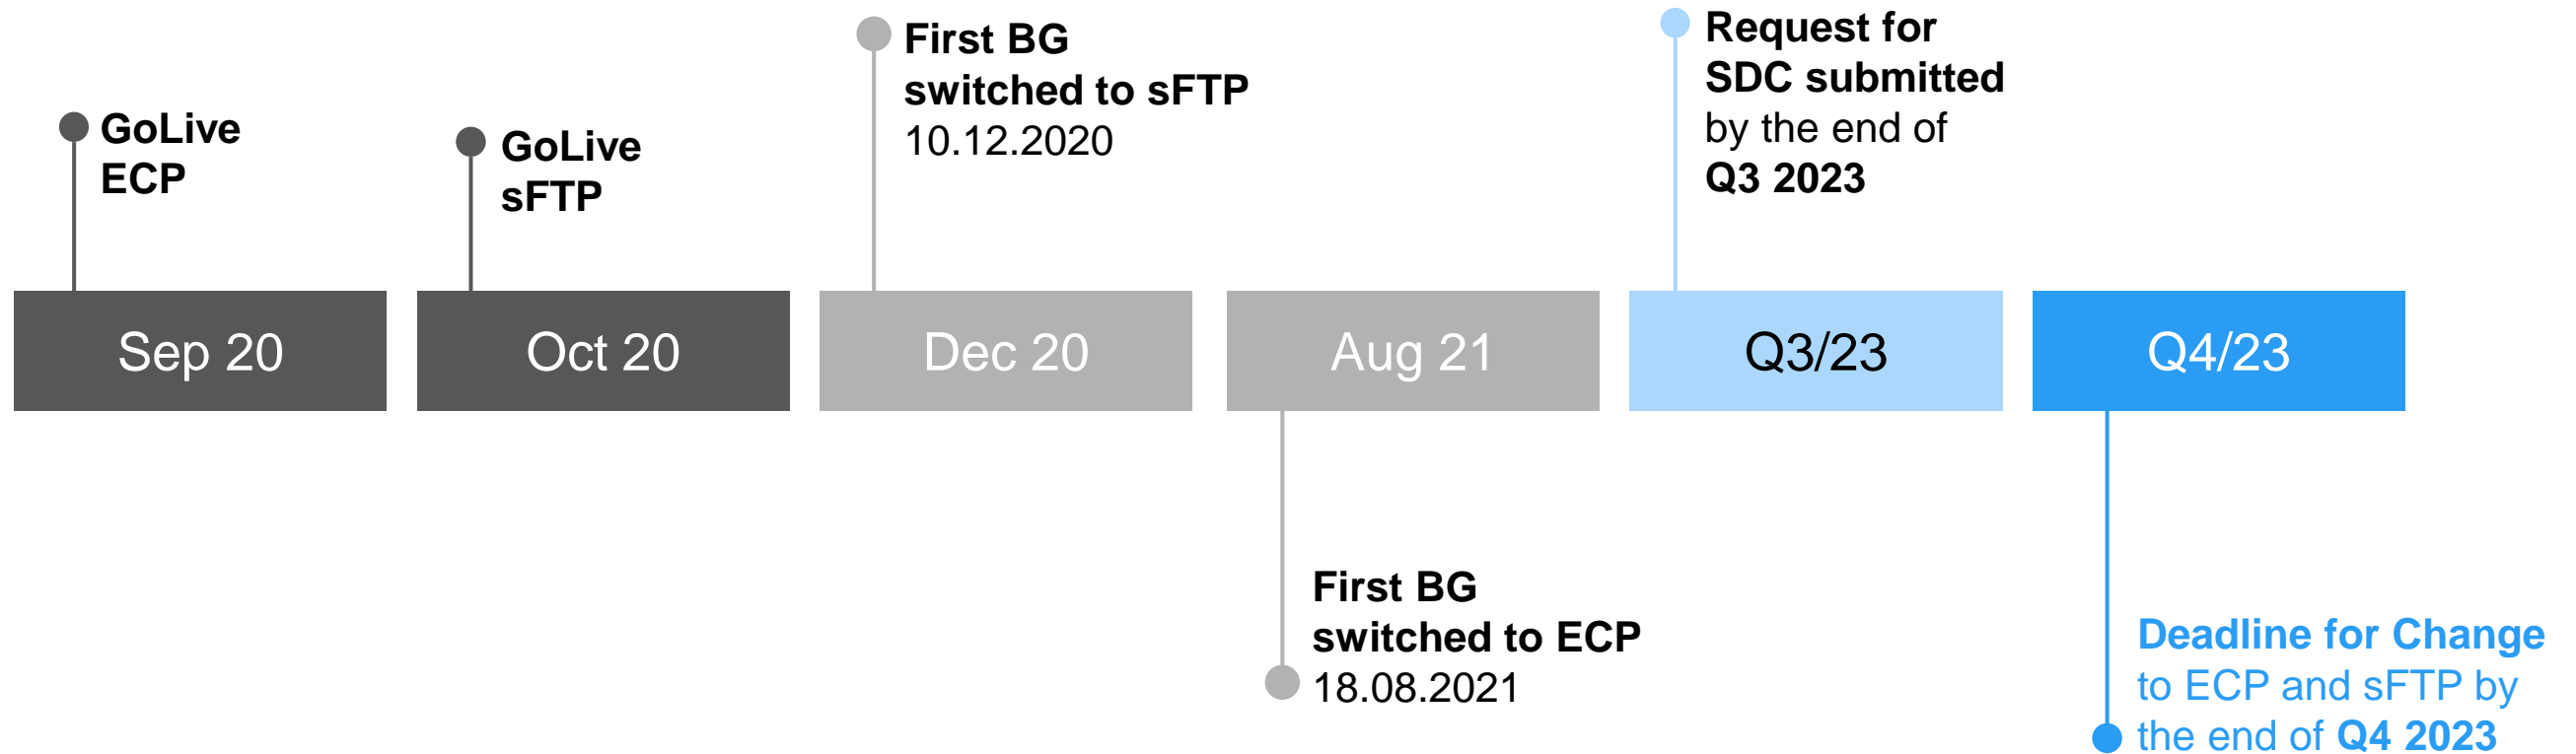 GoLive
ECP
GoLive
sFTP
First BG
switched to sFTP
10.12.2020
Request for
SDC submitted
by the end of
Q3 2023
Sep 20
Oct 20
Dec 20
Aug 21
Q3/23
Q4/23
First BG
switched to ECP
18.08.2021
Deadline for Change
to ECP and sFTP by
the end of Q4 2023